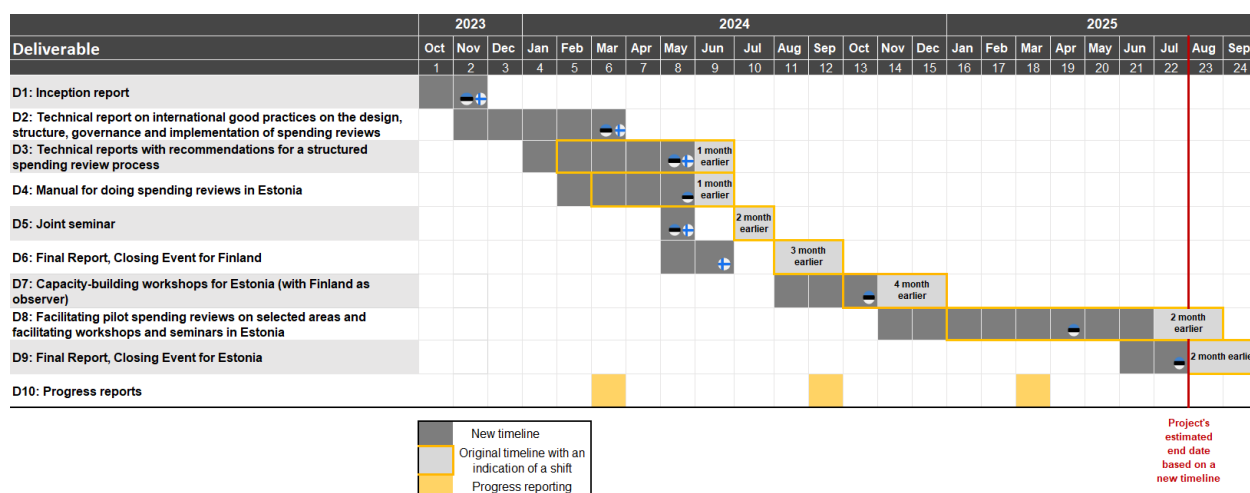 2023 2024 2025
Deliverable Oct Nov Dec Jan Feb Mar Apr May Jun Jul Aug Sep Oct Nov Dec Jan Feb Mar Apr May Jun Jul Aug Sep
1 2 3 4 5 6 7 8 9 10 11 12 13 14 15 16 17 18 19 20 21 22 23 24
D1: Inception report
D2: Technical report on international good practices on the design,
structure, governance and implementation of spending reviews
D3: Technical reports with recommendations for a structured
spending review process
1 month
earlier
D4: Manual for doing spending reviews in Estonia
1 month
earlier
D5: Joint seminar
2 month
earlier
D6: Final Report, Closing Event for Finland
3 month
earlier
D7: Capacity-building workshops for Estonia (with Finland as
observer)
4 month
earlier
D8: Facilitating pilot spending reviews on selected areas and
facilitating workshops and seminars in Estonia
2 month
earlier
D9: Final Report, Closing Event for Estonia
2 month earlie
D10: Progress reports
New timeline
Original timeline with an
indication of a shift
Progress reporting
Project's
estimated
end date
based on a
new timeline